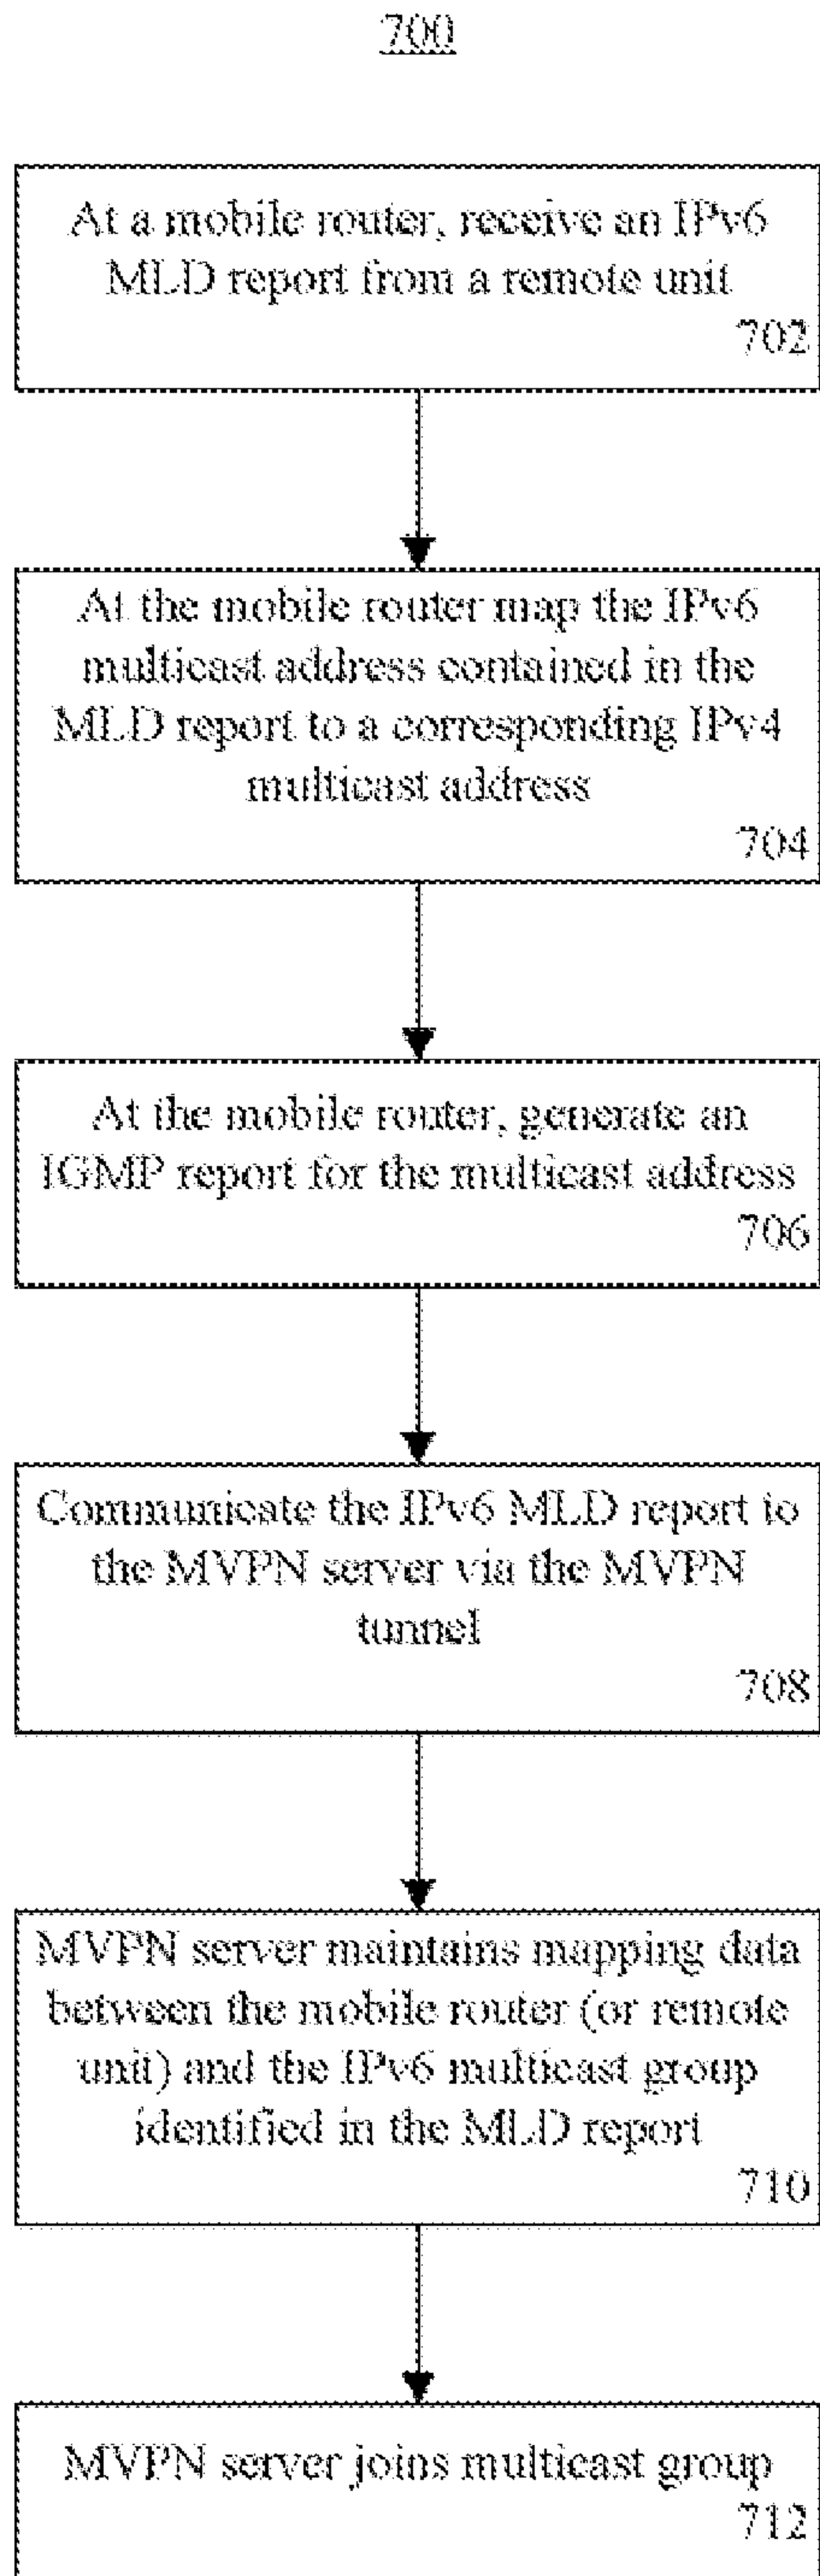 700
At a mobile router, receive an IPv6
MLD report from a remote unit
702
At the mobile router map the IPv6
multicast address contained in the
MLD report to a corresponding IPv4
multicast address
704
At the mobile router, generate an
IGMP report for the multicast address
706
Communicate the IPv6 MLD report to
the MVPN server via the MVPN
tunnel
708
MVPN server maintains mapping data
between the mobile router (or remote
unit) and the IPv6 multicast group
identified in the MLD report
710
MVPN server joins multicast group
712